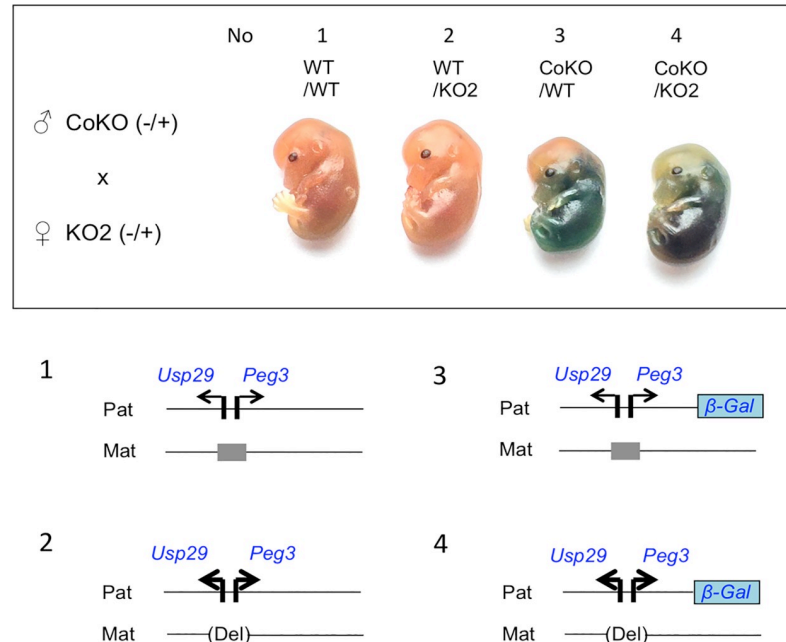 No 1 2 3 4
WT WT CoKO CoKO
/WT /KO2 /WT /KO2
♂ CoKO (-/+)
x
♀ KO2 (-/+)
1
Usp29 Peg3
Pat
Mat
3
Usp29 Peg3
Pat β-Gal
Mat
2
Usp29 Peg3
Pat
Mat (Del)
4
Usp29 Peg3
Pat β-Gal
Mat (Del)